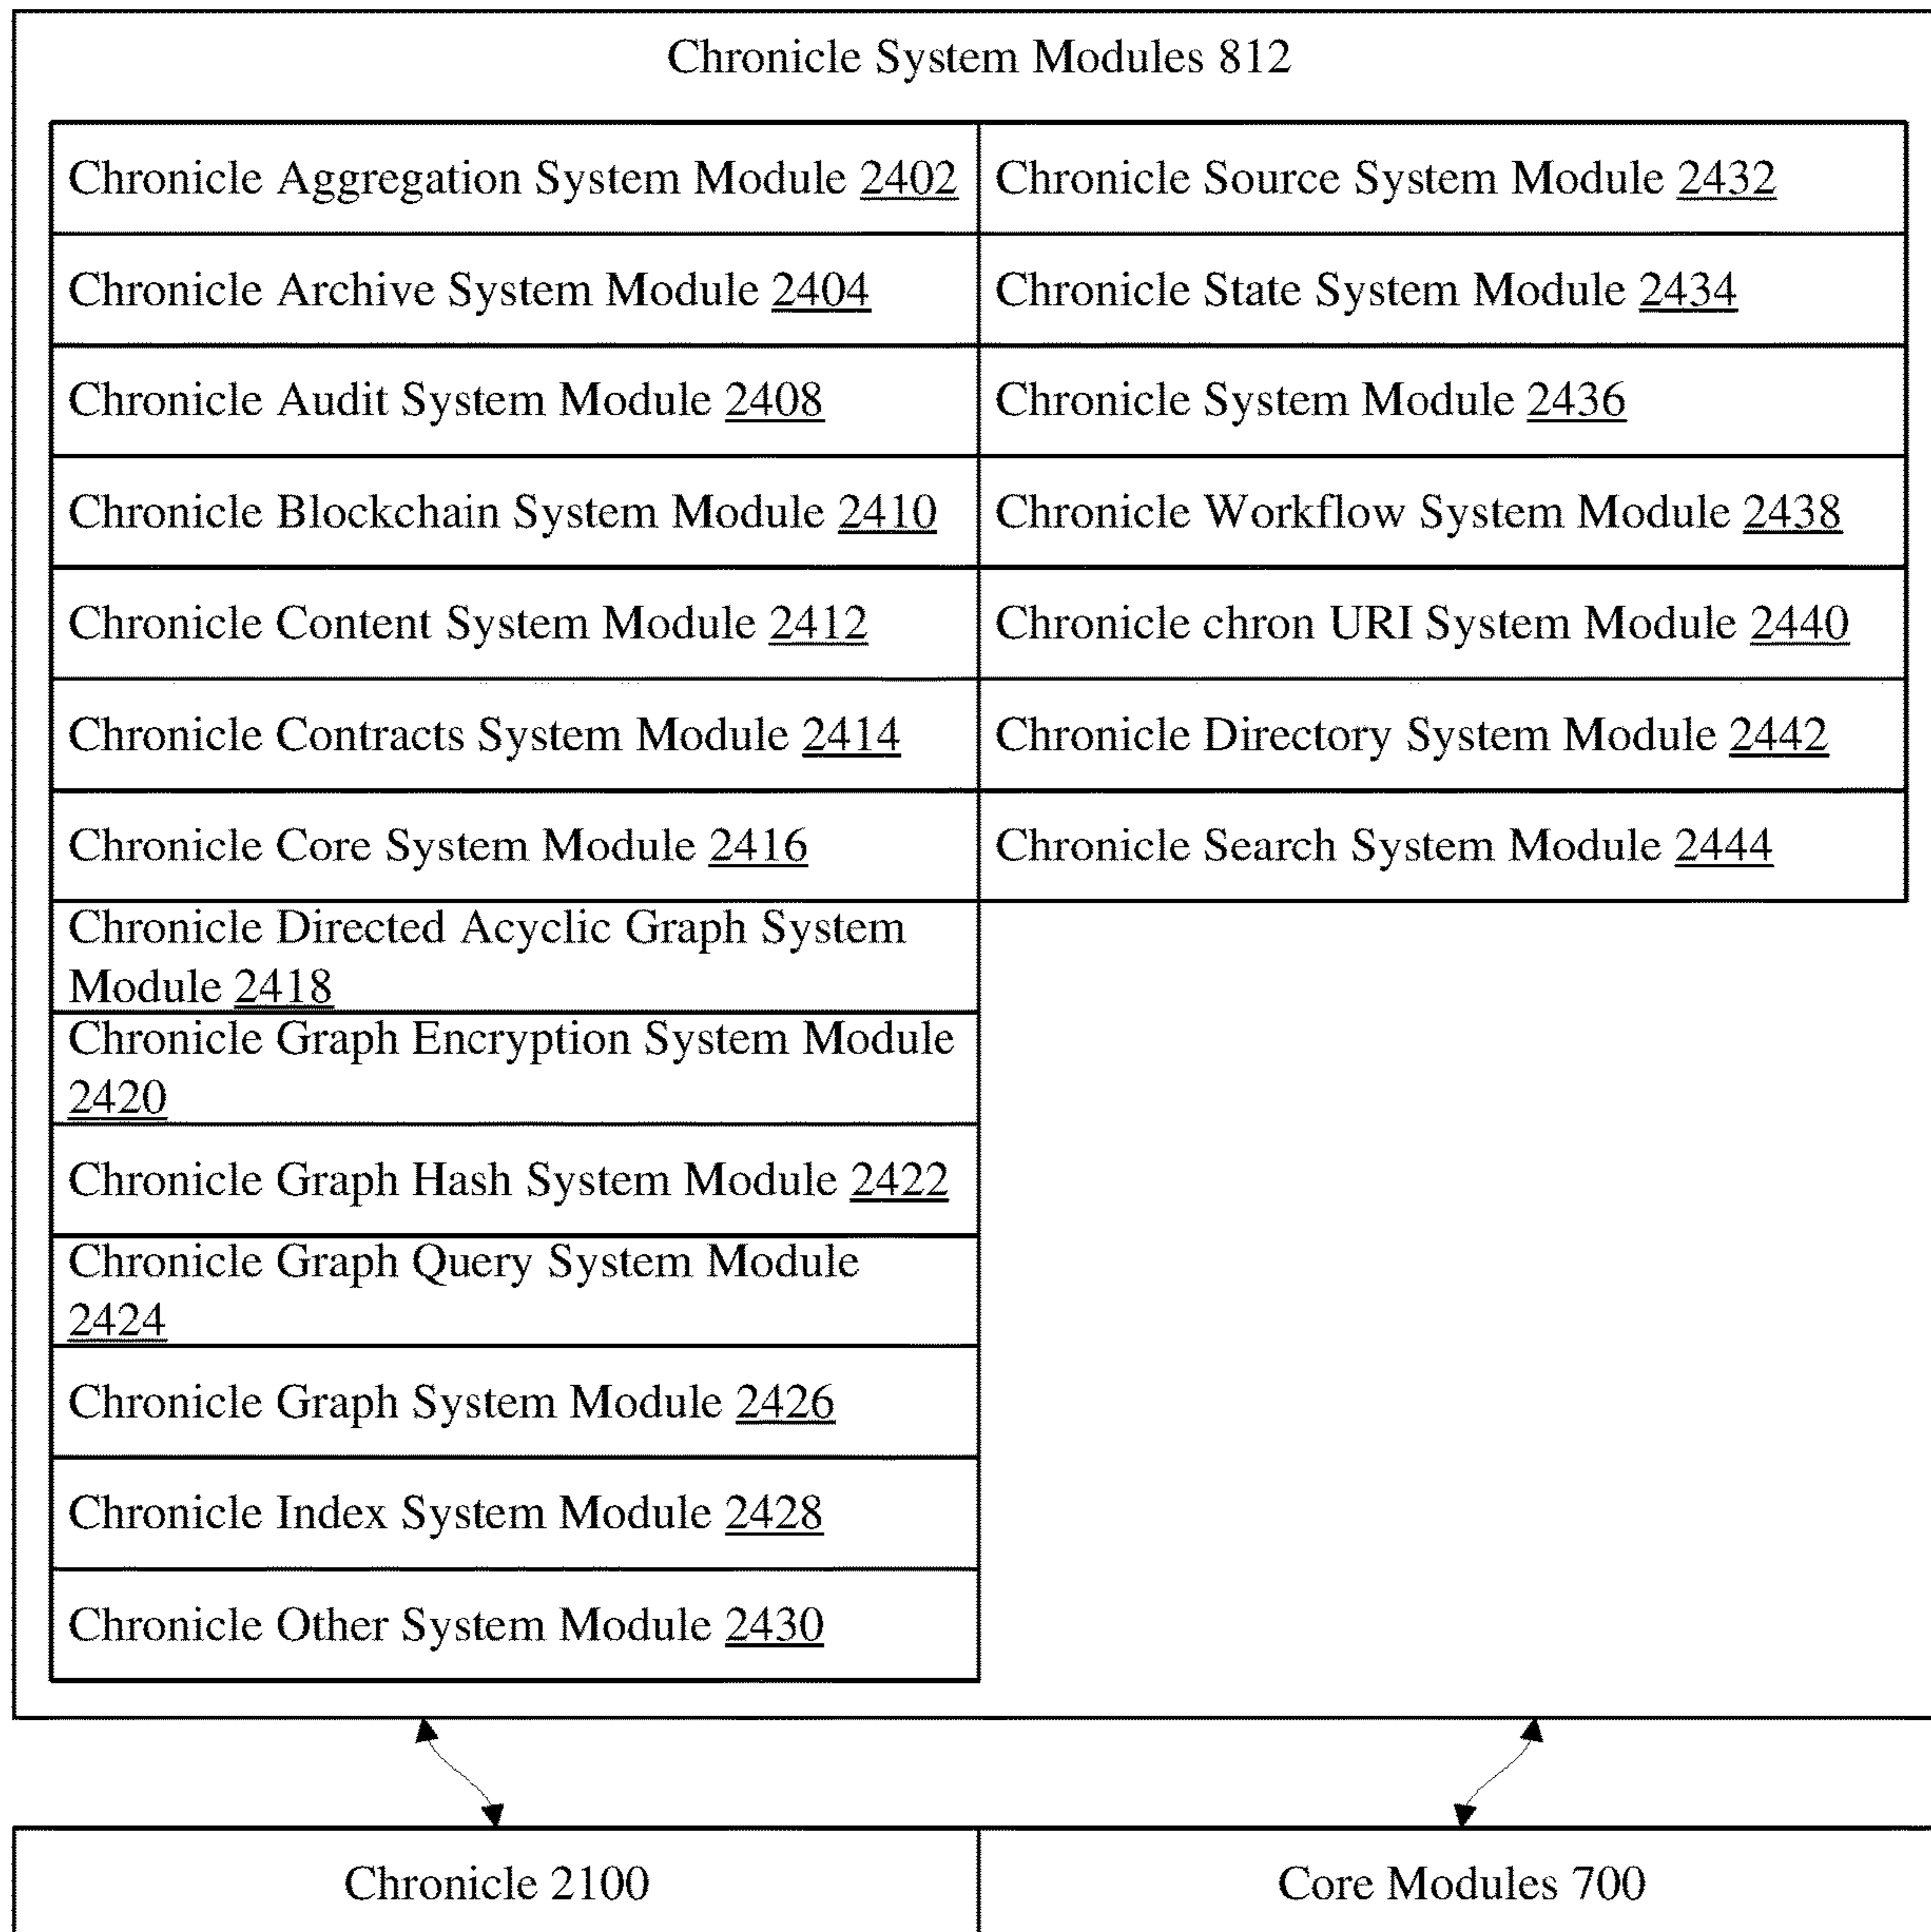 Chronicle System Modules 812
Chronicle Aggregation System Module 2402
Chronicle Archive System Module 2404
Chronicle Audit System Module 2408
Chronicle Blockchain System Module 2410
Chronicle Content System Module 2412
Chronicle Contracts System Module 2414
Chronicle Core System Module 2416
Chronicle Directed Acyclic Graph System
Module 2418
Chronicle Graph Encryption System Module
2420
Chronicle Graph Hash System Module 2422
Chronicle Graph Query System Module
2424
Chronicle Graph System Module 2426
Chronicle Index System Module 2428
Chronicle Other System Module 2430
Chronicle Source System Module 2432
Chronicle State System Module 2434
Chronicle System Module 2436
Chronicle Workflow System Module 2438
Chronicle chron URI System Module 2440
Chronicle Directory System Module 2442
Chronicle Search System Module 2444
Chronicle 2100
Core Modules 700